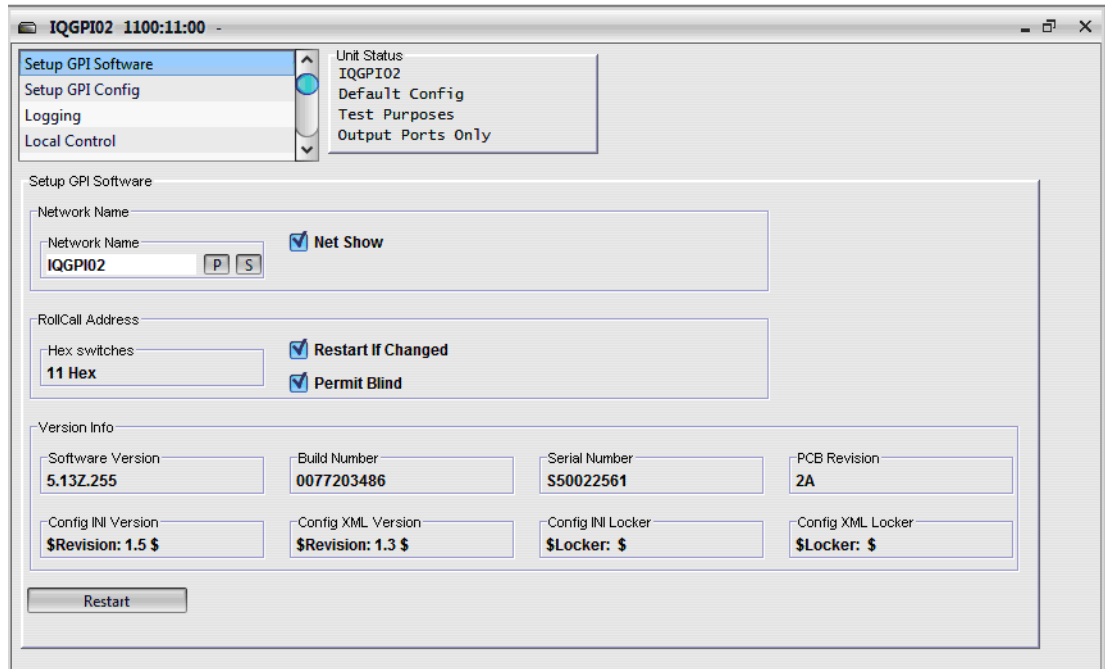 IQGPI02 1100:11:00 -
Setup GPI Software
Setup GPI Config
Logging
Local Control
Unit Status
IQGPI02
Default Config
Test Purposes
Output Ports Only
Setup GPI Software
Network Name
Network Name
IQGPI02 P S
Net Show
RollCall Address
Hex switches
11 Hex
Restart If Changed
Permit Blind
Version Info
Software Version Build Number Serial Number PCB Revision
5.13Z.255 0077203486 S50022561 2A
Config INI Version Config XML Version Config INI Locker Config XML Locker
$Revision: 1.5 $ $Revision: 1.3 $ $Locker: $ $Locker: $
Restart